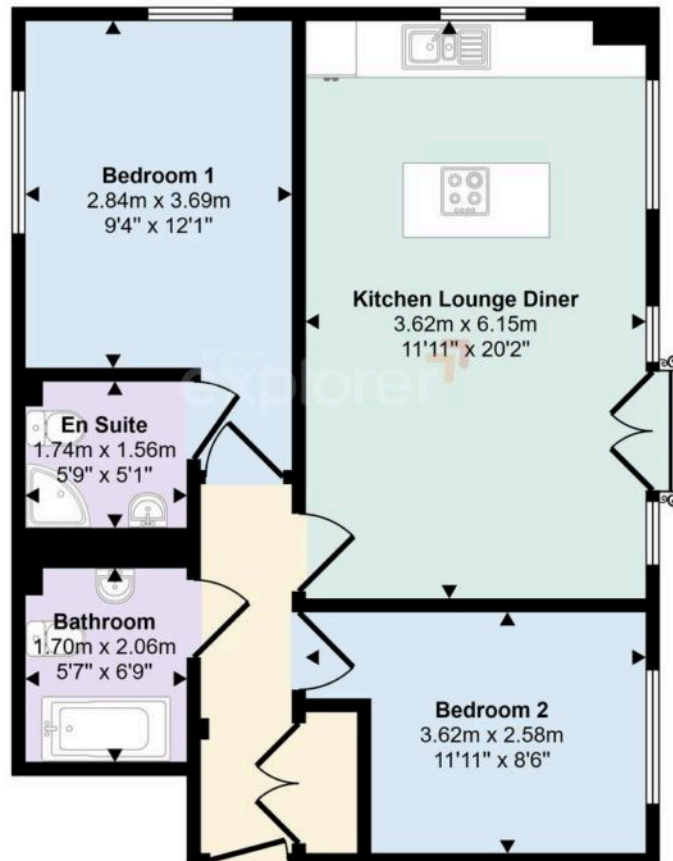 Bedroom 1
2.84m x 3.69m
9'4" x 12'1"
Kitchen Lounge Diner
3.62m x 6.15m
11'11" x 20'2"
explorer
En Suite
1.74m x 1.56m
5'9" x 5'1"
Bathroom
1.70m x 2.06m
5'7" x 6'9"
Bedroom 2
3.62m x 2.58m
11'11" x 8'6"